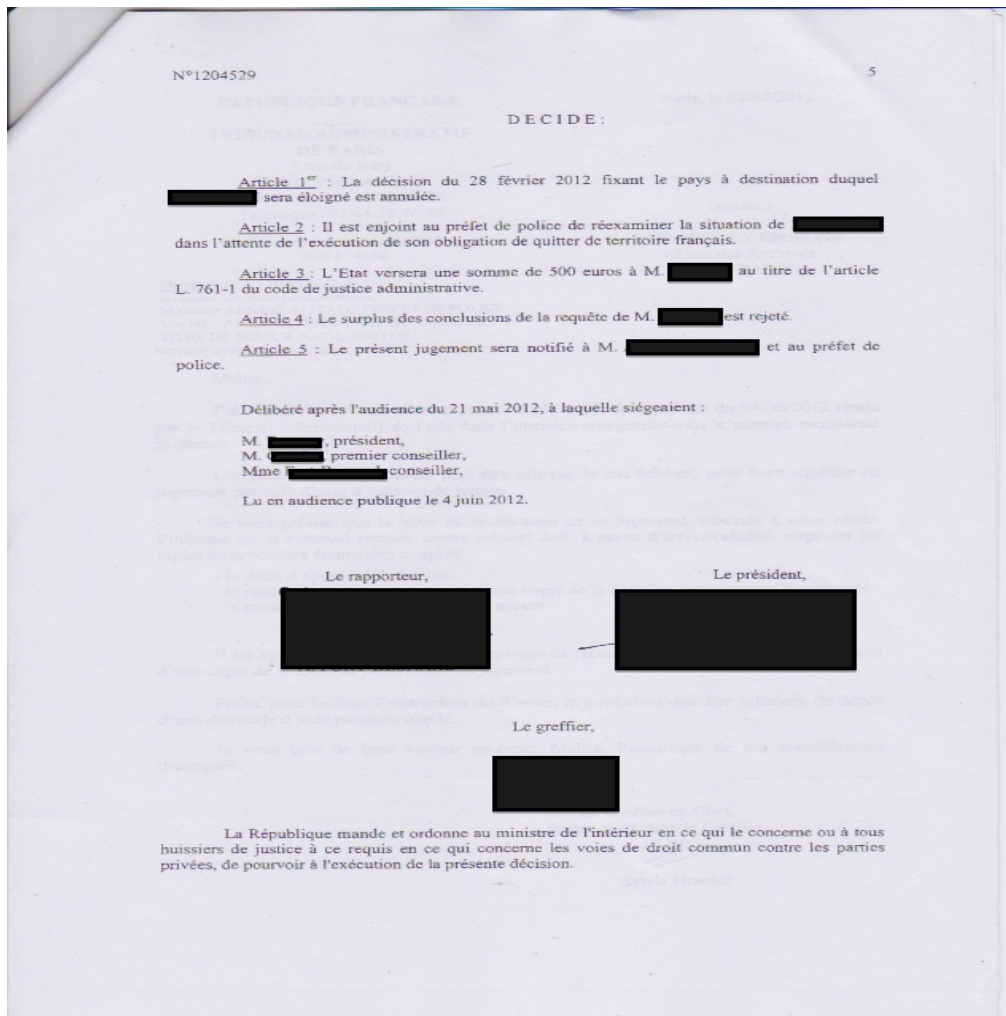 N°1204529
5
DECIDE :
Article 1er : La décision du 28 février 2012 fixant le pays à destination duquel
sera éloigné est annulée.
Article 2 : Il est enjoint au préfet de police de réexaminer la situation de
dans l'attente de l'exécution de son obligation de quitter de territoire français.
Article 3 : L'Etat versera une somme de 500 euros à M. au titre de l'article
L. 761-1 du code de justice administrative.
Article 4 : Le surplus des conclusions de la requête de M. est rejeté.
Article 5 : Le présent jugement sera notifié à M. et au préfet de
police.
Délibéré après l'audience du 21 mai 2012, à laquelle siégeaient :
M. , président,
M. , premier conseiller,
Mme conseiller,
Lu en audience publique le 4 juin 2012.
Le rapporteur,
Le président,
Le greffier,
La République mande et ordonne au ministre de l'intérieur en ce qui le concerne ou à tous
huissiers de justice à ce requis en ce qui concerne les voies de droit commun contre les parties
privées, de pourvoir à l'exécution de la présente décision.